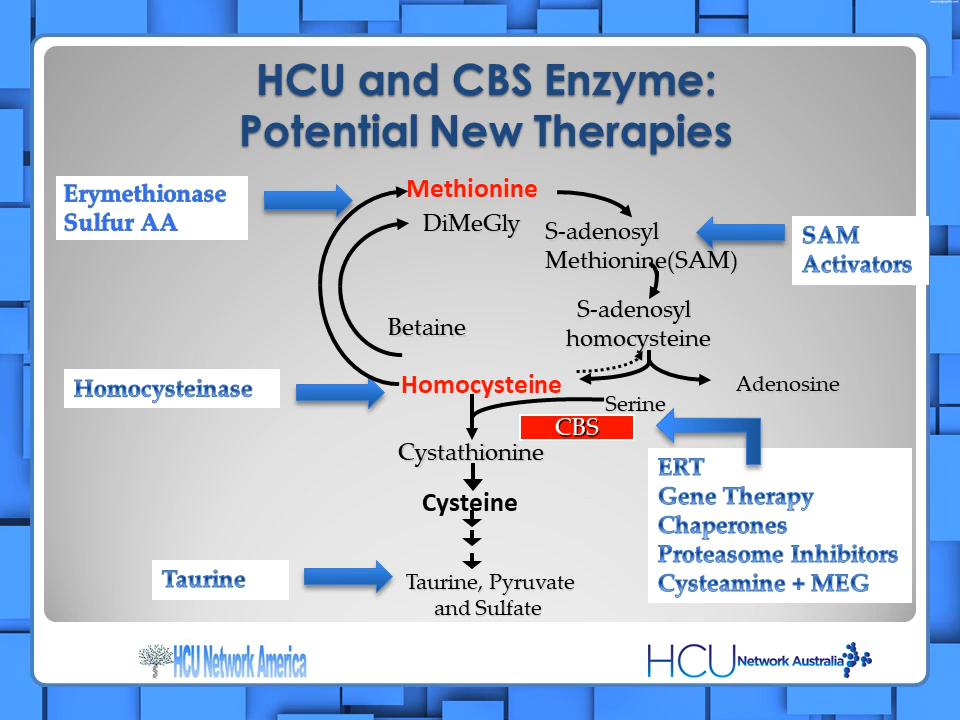 HCU and CBS Enzyme:
Potential New Therapies
Erymethionase
Sulfur AA
Methionine
DiMeGly
S-adenosyl
Methionine(SAM)
SAM
Activators
S-adenosyl
homocysteine
Betaine
Homocysteinase
Homocysteine
Adenosine
Serine
CBS
Cystathionine
ERT
Gene Therapy
Chaperones
Proteasome Inhibitors
Cysteamine + MEG
Cysteine
Taurine
Taurine, Pyruvate
and Sulfate
HCU Network America
HCU Network Australia